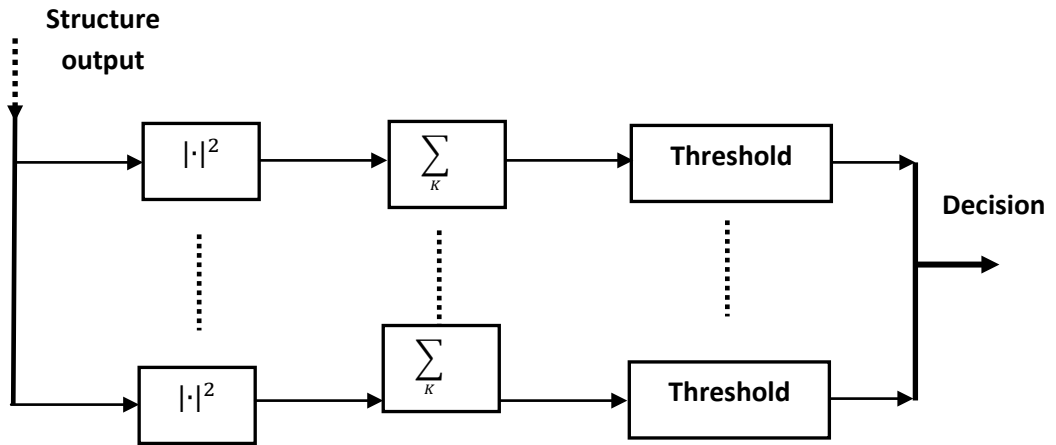 Structure
output
|·|²
∑
K
Threshold
Decision
|·|²
∑
K
Threshold